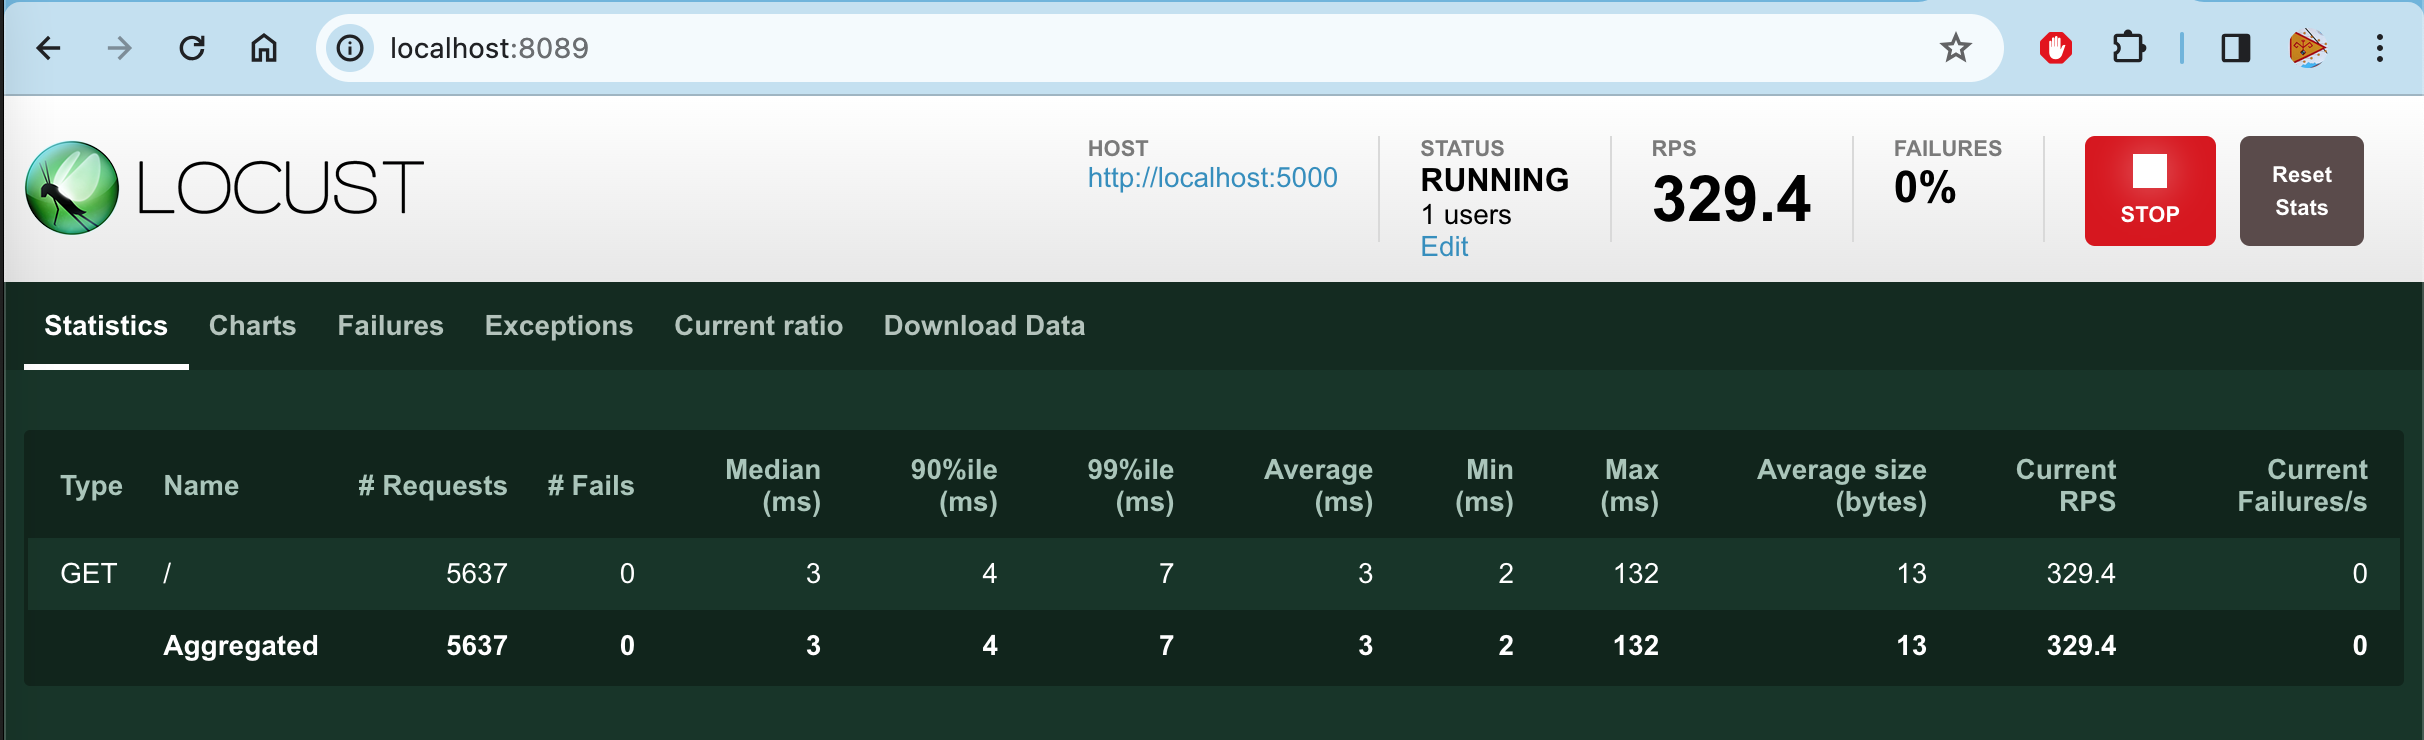 localhost:8089
LOCUST
HOST
http://localhost:5000
STATUS
RUNNING
1 users
Edit
RPS
329.4
FAILURES
0%
STOP
Reset
Stats
Statistics Charts Failures Exceptions Current ratio Download Data
Type Name # Requests # Fails Median (ms) 90%ile (ms) 99%ile (ms) Average (ms) Min (ms) Max (ms) Average size (bytes) Current RPS Current Failures/s
GET / 5637 0 3 4 7 3 2 132 13 329.4 0
Aggregated 5637 0 3 4 7 3 2 132 13 329.4 0